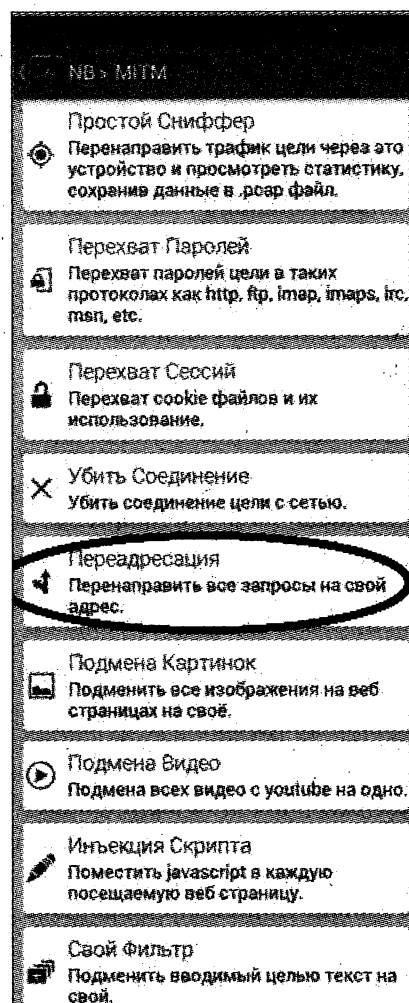 NB > MITM
Простой Сниффер
Перенаправить трафик цели через это
устройство и просмотреть статистику,
сохранив данные в .pcap файл.
Перехват Паролей
Перехват паролей цели в таких
протоколах как http, ftp, imap, imaps, irc,
msn, etc.
Перехват Сессий
Перехват cookie файлов и их
использование.
Убить Соединение
Убить соединение цели с сетью.
Переадресация
Перенаправить все запросы на свой
адрес.
Подмена Картинок
Подменить все изображения на веб
страницах на своё.
Подмена Видео
Подмена всех видео с youtube на одно.
Инъекция Скрипта
Поместить javascript в каждую
посещаемую веб страницу.
Свой Фильтр
Подменить вводимый целью текст на
свой.